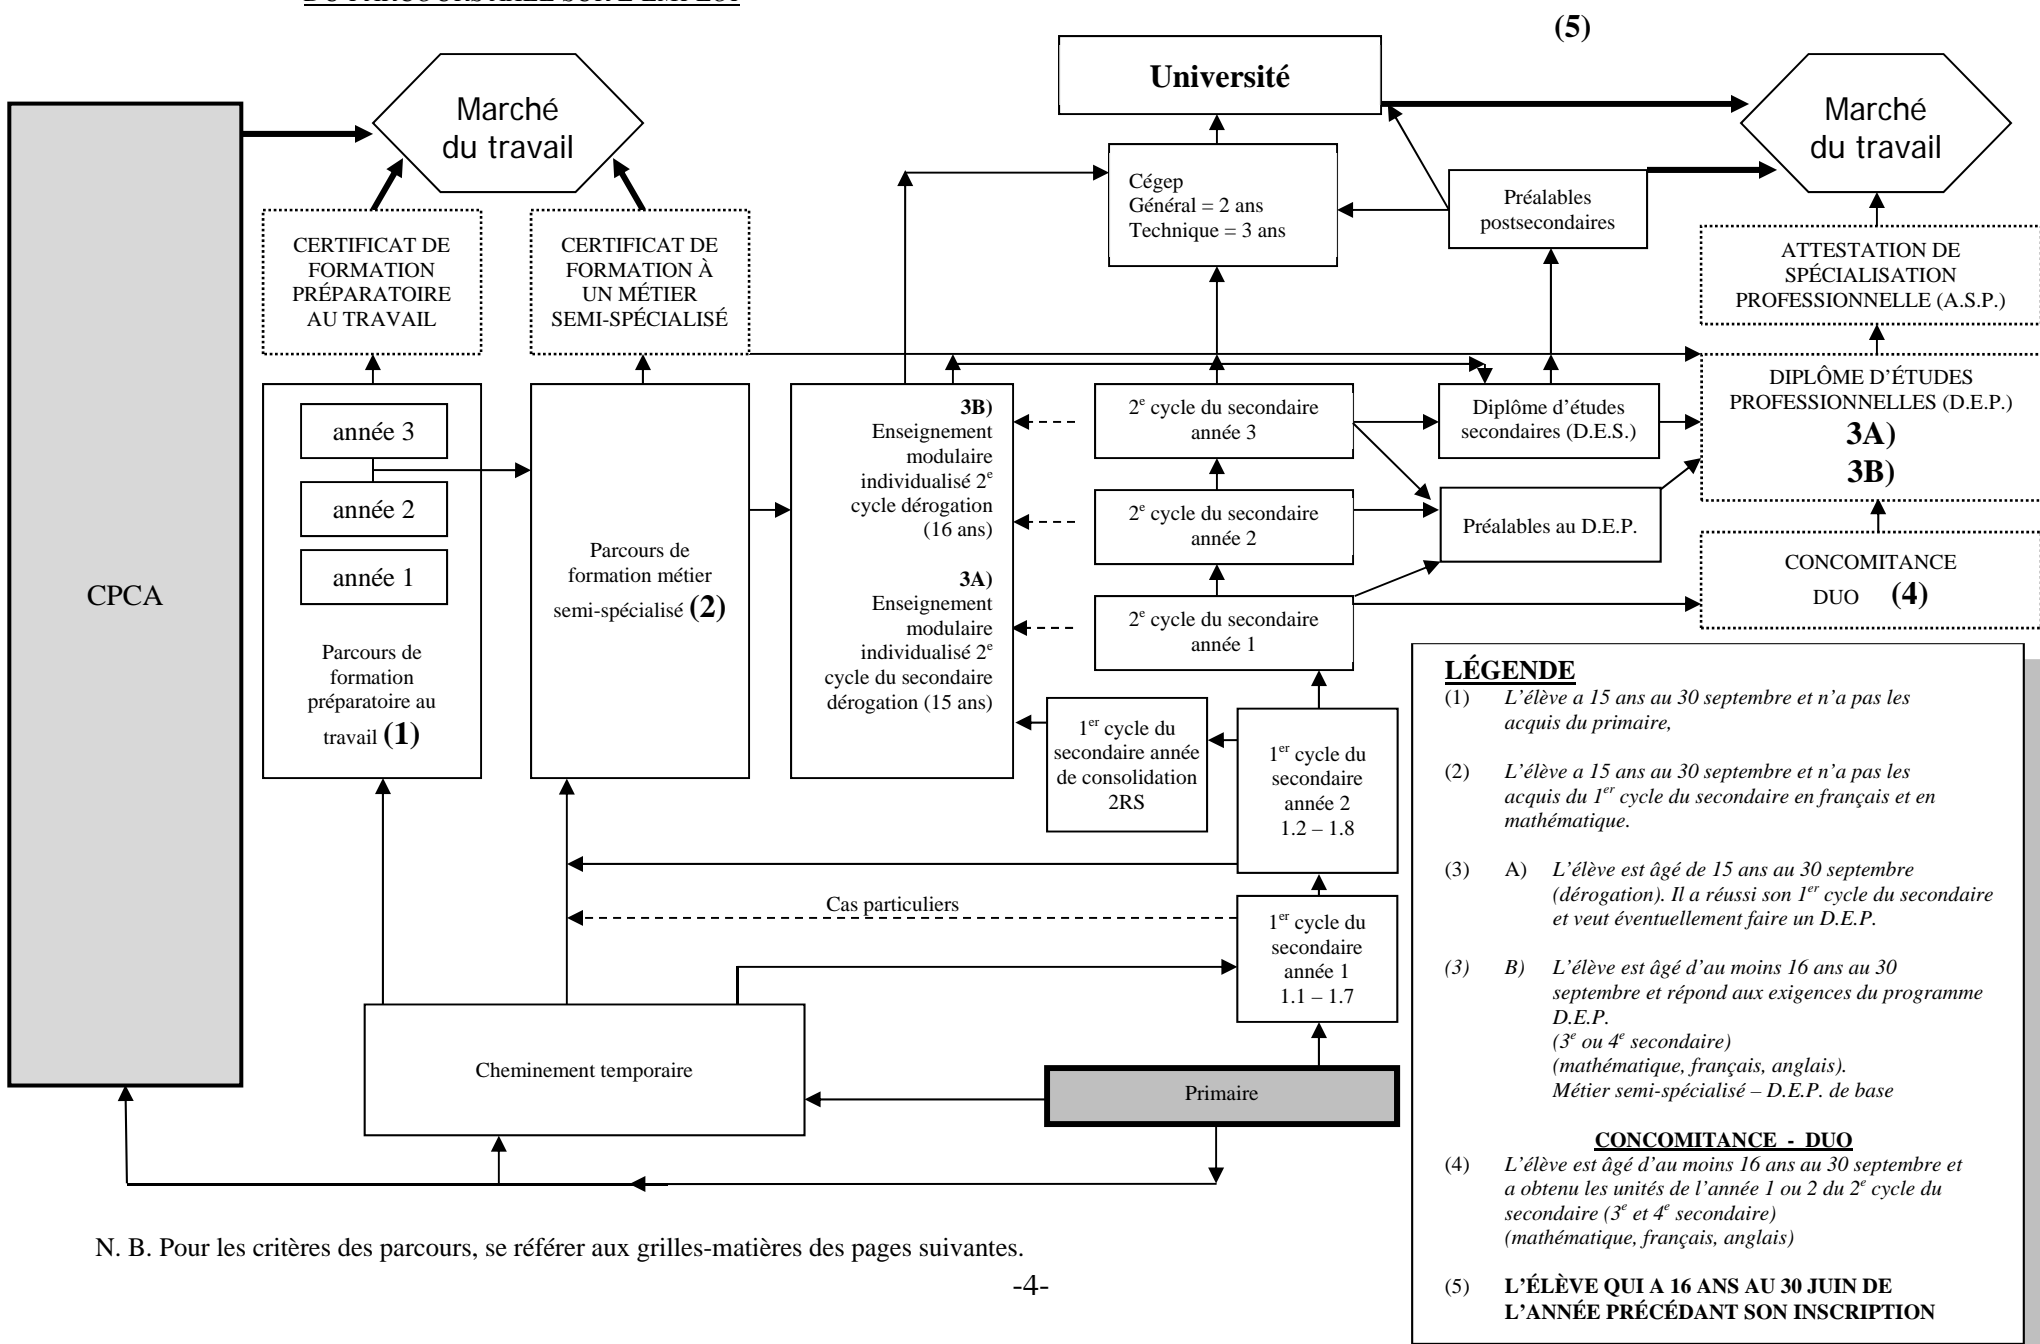 DU PARCOURS AXÉE SUR L'EMPLOI
(5)
Marché
du travail
Université
Marché
du travail
Cégep
Général = 2 ans
Technique = 3 ans
Préalables
postsecondaires
CERTIFICAT DE
FORMATION
PRÉPARATOIRE
AU TRAVAIL
CERTIFICAT DE
FORMATION À
UN MÉTIER
SEMI-SPÉCIALISÉ
ATTESTATION DE
SPÉCIALISATION
PROFESSIONNELLE (A.S.P.)
CPCA
année 3
année 2
année 1
Parcours de
formation
préparatoire au
travail (1)
Parcours de
formation métier
semi-spécialisé (2)
3B)
Enseignement
modulaire
individualisé 2e
cycle dérogation
(16 ans)
3A)
Enseignement
modulaire
individualisé 2e
cycle du secondaire
dérogation (15 ans)
2e cycle du secondaire
année 3
2e cycle du secondaire
année 2
2e cycle du secondaire
année 1
Diplôme d'études
secondaires (D.E.S.)
Préalables au D.E.P.
DIPLÔME D'ÉTUDES
PROFESSIONNELLES (D.E.P.)
3A)
3B)
CONCOMITANCE
DUO (4)
1er cycle du
secondaire année
de consolidation
2RS
1er cycle du
secondaire
année 2
1.2 – 1.8
Cas particuliers
1er cycle du
secondaire
année 1
1.1 – 1.7
Cheminement temporaire
Primaire
LÉGENDE
(1) L'élève a 15 ans au 30 septembre et n'a pas les
acquis du primaire,
(2) L'élève a 15 ans au 30 septembre et n'a pas les
acquis du 1er cycle du secondaire en français et en
mathématique.
(3) A) L'élève est âgé de 15 ans au 30 septembre
(dérogation). Il a réussi son 1er cycle du secondaire
et veut éventuellement faire un D.E.P.
(3) B) L'élève est âgé d'au moins 16 ans au 30
septembre et répond aux exigences du programme
D.E.P.
(3e ou 4e secondaire)
(mathématique, français, anglais).
Métier semi-spécialisé – D.E.P. de base
CONCOMITANCE - DUO
(4) L'élève est âgé d'au moins 16 ans au 30 septembre et
a obtenu les unités de l'année 1 ou 2 du 2e cycle du
secondaire (3e et 4e secondaire)
(mathématique, français, anglais)
(5) L'ÉLÈVE QUI A 16 ANS AU 30 JUIN DE
L'ANNÉE PRÉCÉDANT SON INSCRIPTION
N. B. Pour les critères des parcours, se référer aux grilles-matières des pages suivantes.
-4-